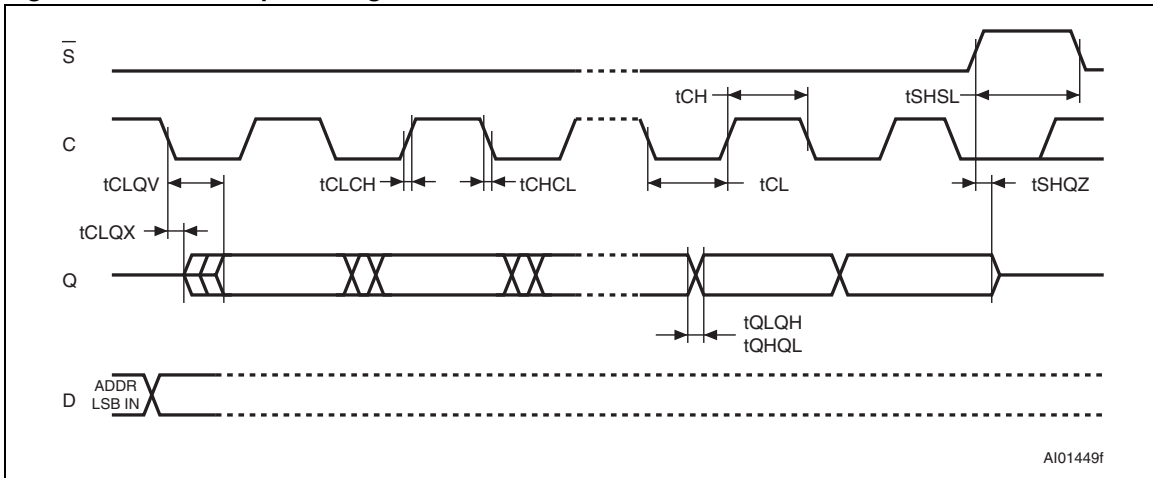 S
tCH
tSHSL
C
tCLQV
tCLCH
tCHCL
tCL
tSHQZ
tCLQX
Q
tQLQH
tQHQL
D
ADDR
LSB IN
AI01449f